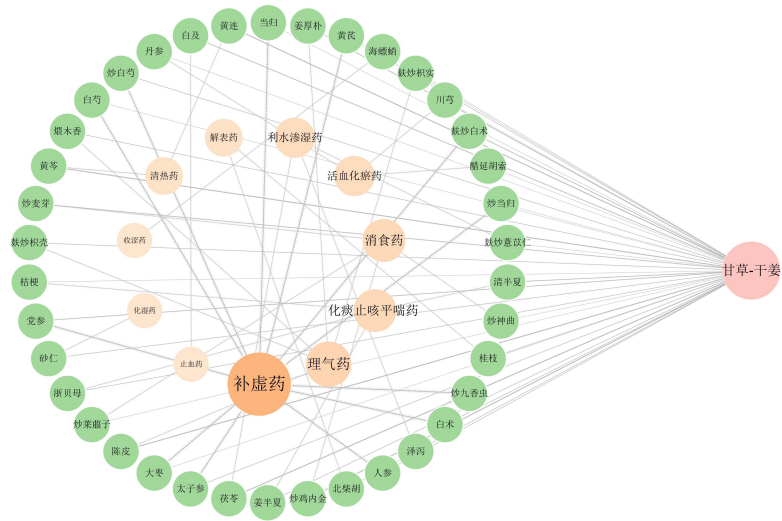 当归
黄连
姜厚朴
白及
黄芪
丹参
海螵蛸
炒白芍
麸炒枳实
白芍
川芎
煨木香
解表药
利水渗湿药
麸炒白术
黄芩
清热药
活血化瘀药
醋延胡索
炒麦芽
炒当归
麸炒枳壳
收涩药
消食药
麸炒薏苡仁
甘草-干姜
桔梗
清半夏
党参
化湿药
化痰止咳平喘药
炒神曲
砂仁
止血药
理气药
桂枝
浙贝母
补虚药
炒九香虫
炒莱菔子
白术
陈皮
泽泻
大枣
人参
太子参
北柴胡
茯苓
姜半夏
炒鸡内金